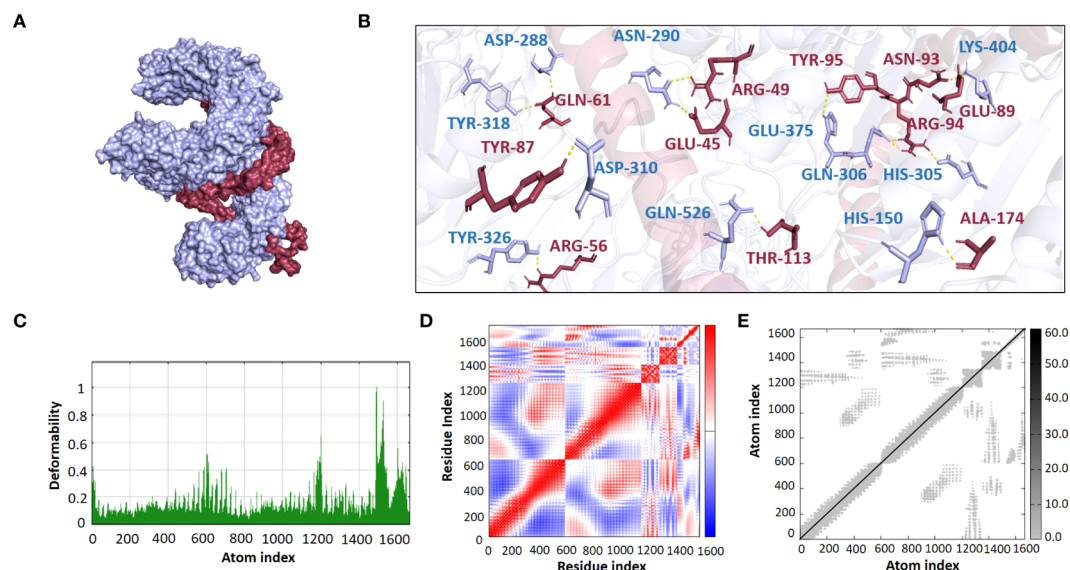 A
B
ASP-288
ASN-290
TYR-95
ASN-93
LYS-404
GLN-61
ARG-49
GLU-89
TYR-318
GLU-375
ARG-94
TYR-87
GLU-45
ASP-310
GLN-306
HIS-305
GLN-526
HIS-150
ALA-174
TYR-326
ARG-56
THR-113
C
Deformability
1
0.8
0.6
0.4
0.2
0
0 200 400 600 800 1000 1200 1400 1600
Atom index
D
Residue Index
1600
1400
1200
1000
800
600
400
200
0
0 200 400 600 800 1000 1200 1400 1600
Residue index
E
Atom index
1600
1400
1200
1000
800
600
400
200
0
200 400 600 800 1000 1200 1400 1600
Atom index
60.0
50.0
40.0
30.0
20.0
10.0
0.0